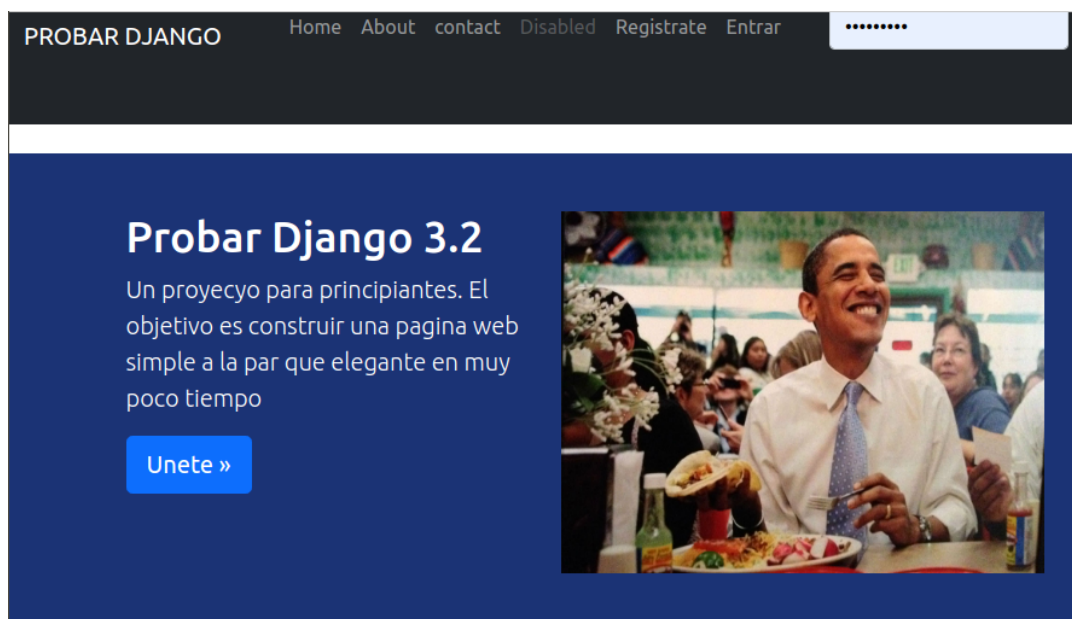 PROBAR DJANGO
Home About contact Disabled Registrate Entrar
•••••••••
Probar Django 3.2
Un proyecyo para principiantes. El
objetivo es construir una pagina web
simple a la par que elegante en muy
poco tiempo
Unete »
EXIT